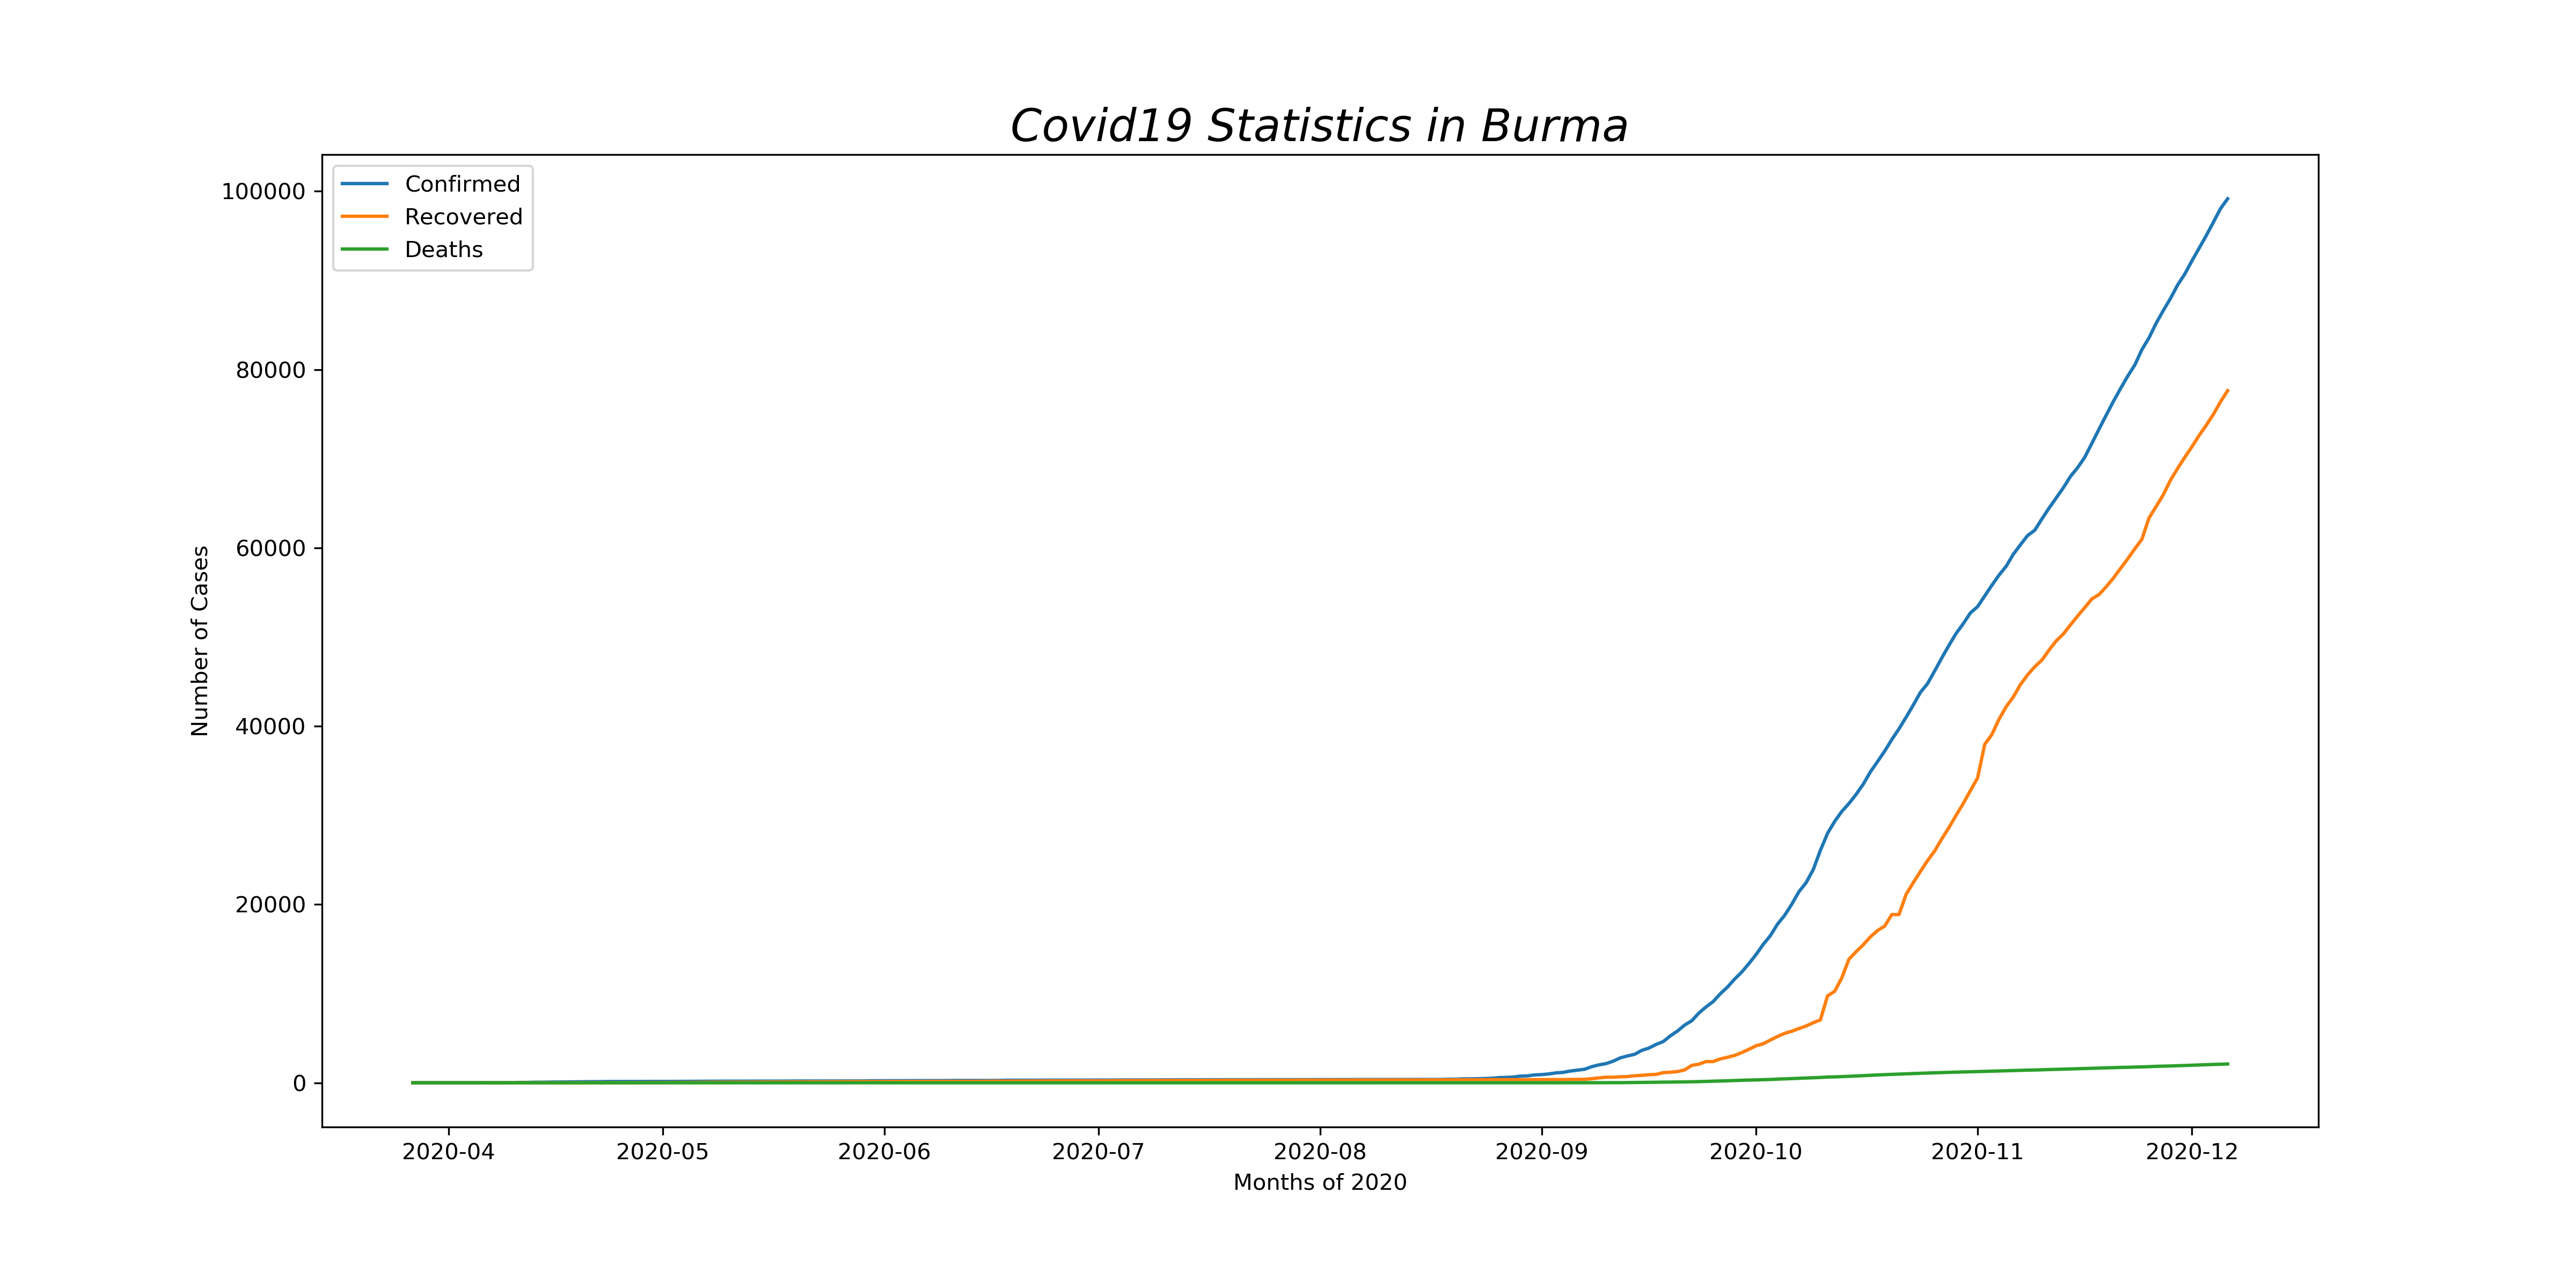 Covid19 Statistics in Burma
Confirmed
Recovered
Deaths
100000
80000
60000
40000
20000
0
Number of Cases
2020-04 2020-05 2020-06 2020-07 2020-08 2020-09 2020-10 2020-11 2020-12
Months of 2020